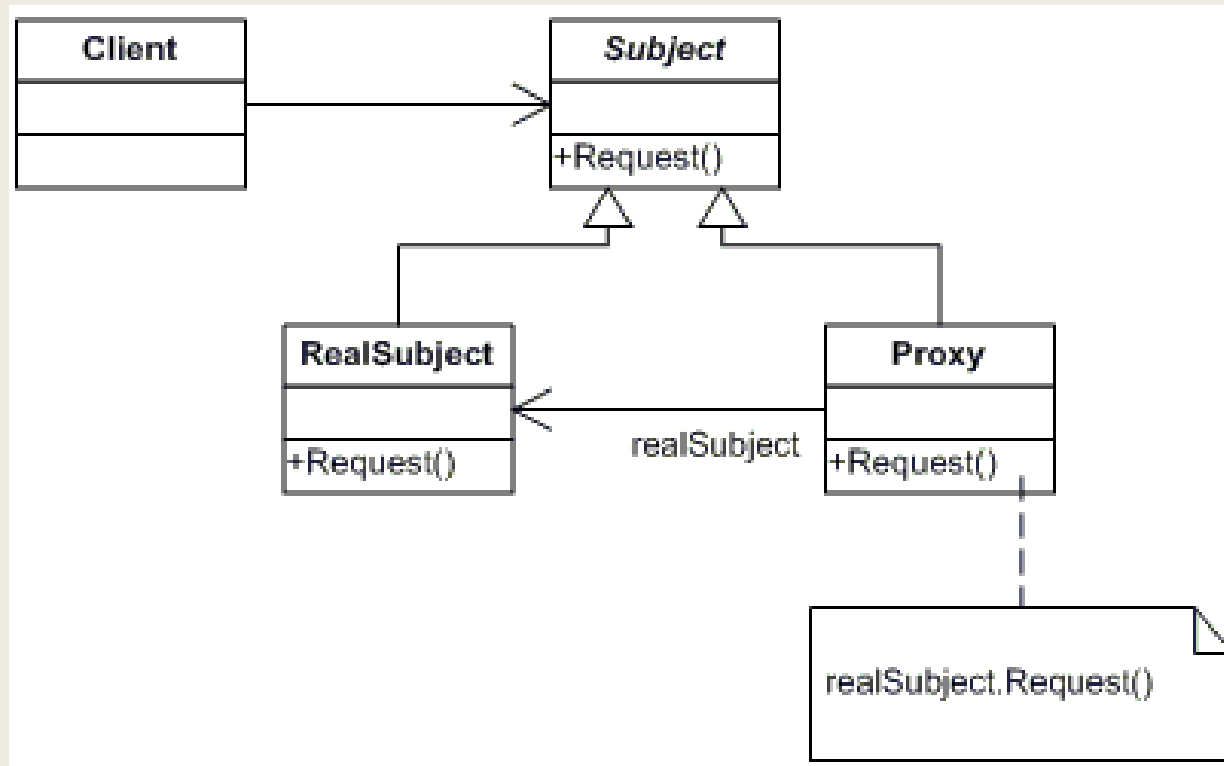 Client
Subject
+Request()
RealSubject
Proxy
realSubject
+Request()
+Request()
realSubject.Request()